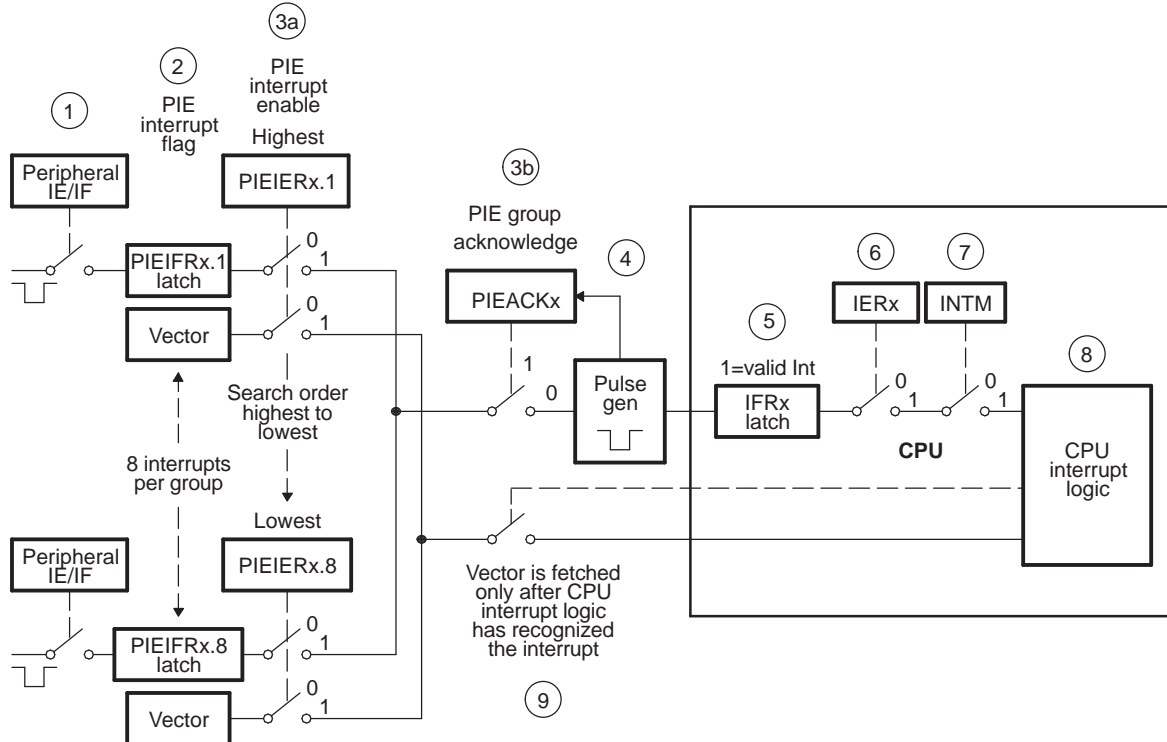 3a
PIE
interrupt
enable
Highest
PIEIERx.1
2
PIE
interrupt
flag
1
Peripheral
IE/IF
PIEIFRx.1
latch
0
1
Vector
0
1
Search order
highest to
lowest
8 interrupts
per group
Lowest
PIEIERx.8
Peripheral
IE/IF
PIEIFRx.8
latch
0
1
Vector
0
1
3b
PIE group
acknowledge
PIEACKx
1
0
4
Pulse
gen
5
1=valid Int
IFRx
latch
6
IERx
0
1
7
INTM
0
1
CPU
8
CPU
interrupt
logic
Vector is fetched
only after CPU
interrupt logic
has recognized
the interrupt
9